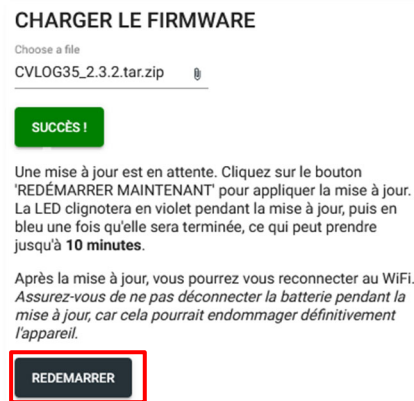 CHARGER LE FIRMWARE
Choose a file
CVLOG35_2.3.2.tar.zip
SUCCÈS !
Une mise à jour est en attente. Cliquez sur le bouton
'REDÉMARRER MAINTENANT' pour appliquer la mise à jour.
La LED clignotera en violet pendant la mise à jour, puis en
bleu une fois qu'elle sera terminée, ce qui peut prendre
jusqu'à 10 minutes.
Après la mise à jour, vous pourrez vous reconnecter au WiFi.
Assurez-vous de ne pas déconnecter la batterie pendant la
mise à jour, car cela pourrait endommager définitivement
l'appareil.
REDEMARRER